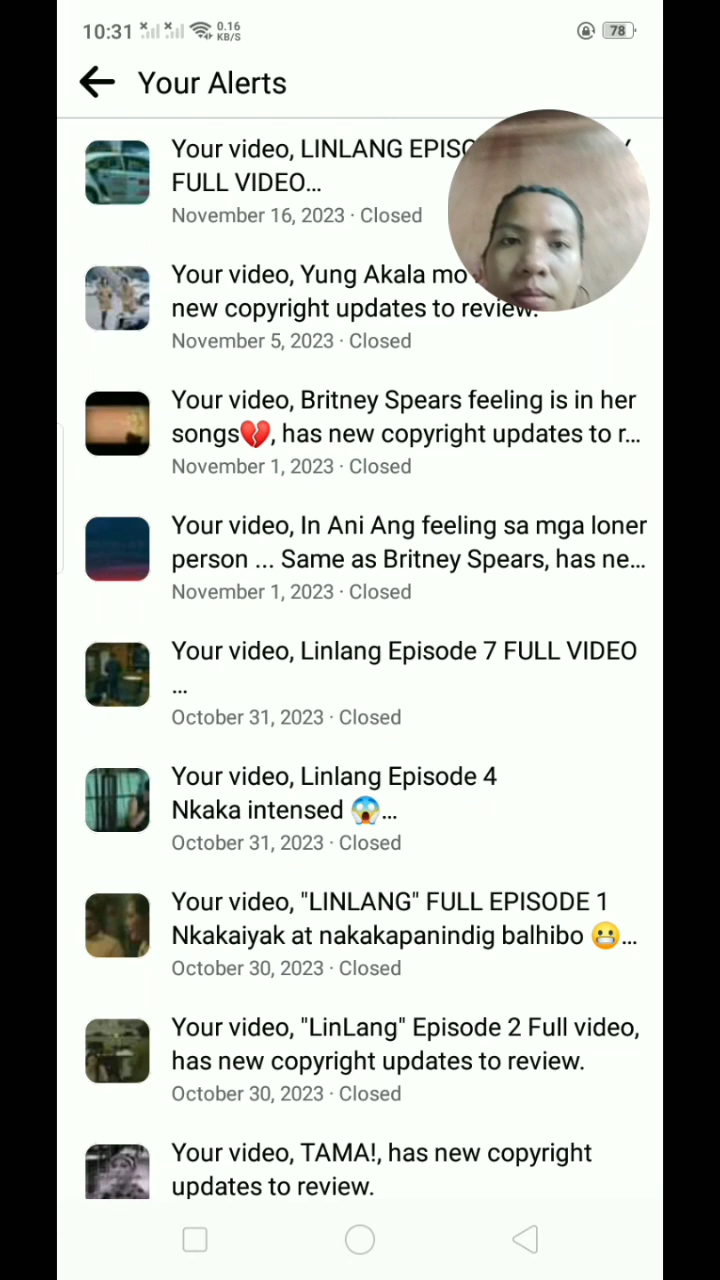 10:31 0.16 KB/S 78
Your Alerts
Your video, LINLANG
FULL VIDEO...
November 16, 2023 · Closed
Your video, Yung Akala mo
new copyright updates to review.
November 5, 2023 · Closed
Your video, Britney Spears feeling is in her
songs💔, has new copyright updates to r...
November 1, 2023 · Closed
Your video, In Ani Ang feeling sa mga loner
person ... Same as Britney Spears, has ne...
November 1, 2023 · Closed
Your video, Linlang Episode 7 FULL VIDEO
...
October 31, 2023 · Closed
Your video, Linlang Episode 4
Nkaka intensed 😱...
October 31, 2023 · Closed
Your video, "LINLANG" FULL EPISODE 1
Nkakaiyak at nakakapanindig balhibo 😬...
October 30, 2023 · Closed
Your video, "LinLang" Episode 2 Full video,
has new copyright updates to review.
October 30, 2023 · Closed
Your video, TAMA!, has new copyright
updates to review.